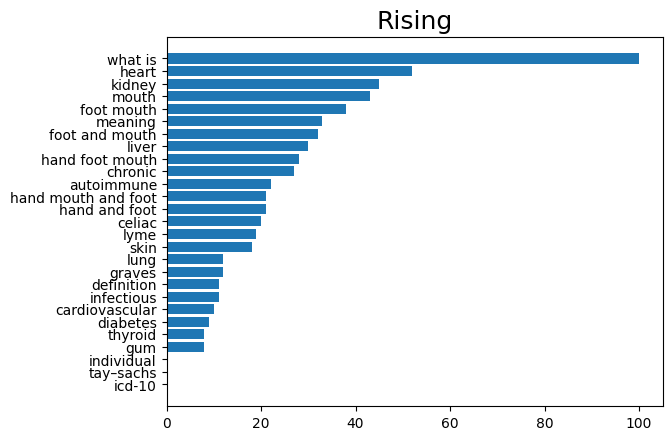 Rising
what is
heart
kidney
mouth
foot mouth
meaning
foot and mouth
liver
hand foot mouth
chronic
autoimmune
hand mouth and foot
hand and foot
celiac
lyme
skin
lung
graves
definition
infectious
cardiovascular
diabetes
thyroid
gum
individual
tay–sachs
icd-10
0 20 40 60 80 100